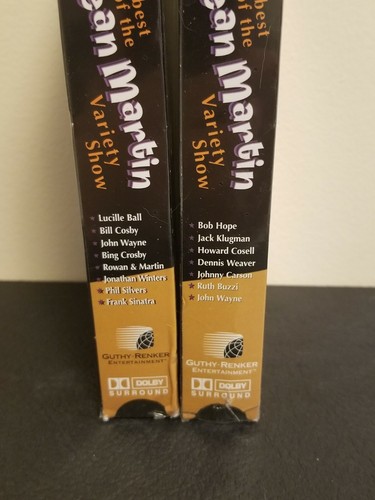 best
of the
ean Martin
Variety
Show
Lucille Ball
Bill Cosby
John Wayne
Bing Crosby
Rowan & Martin
Jonathan Winters
Phil Silvers
Frank Sinatra
GUTHY-RENKER
ENTERTAINMENT™
DOLBY
SURROUND
best
of the
ean Martin
Variety
Show
Bob Hope
Jack Klugman
Howard Cosell
Dennis Weaver
Johnny Carson
Ruth Buzzi
John Wayne
GUTHY-RENKER
ENTERTAINMENT™
DOLBY
SURROUND